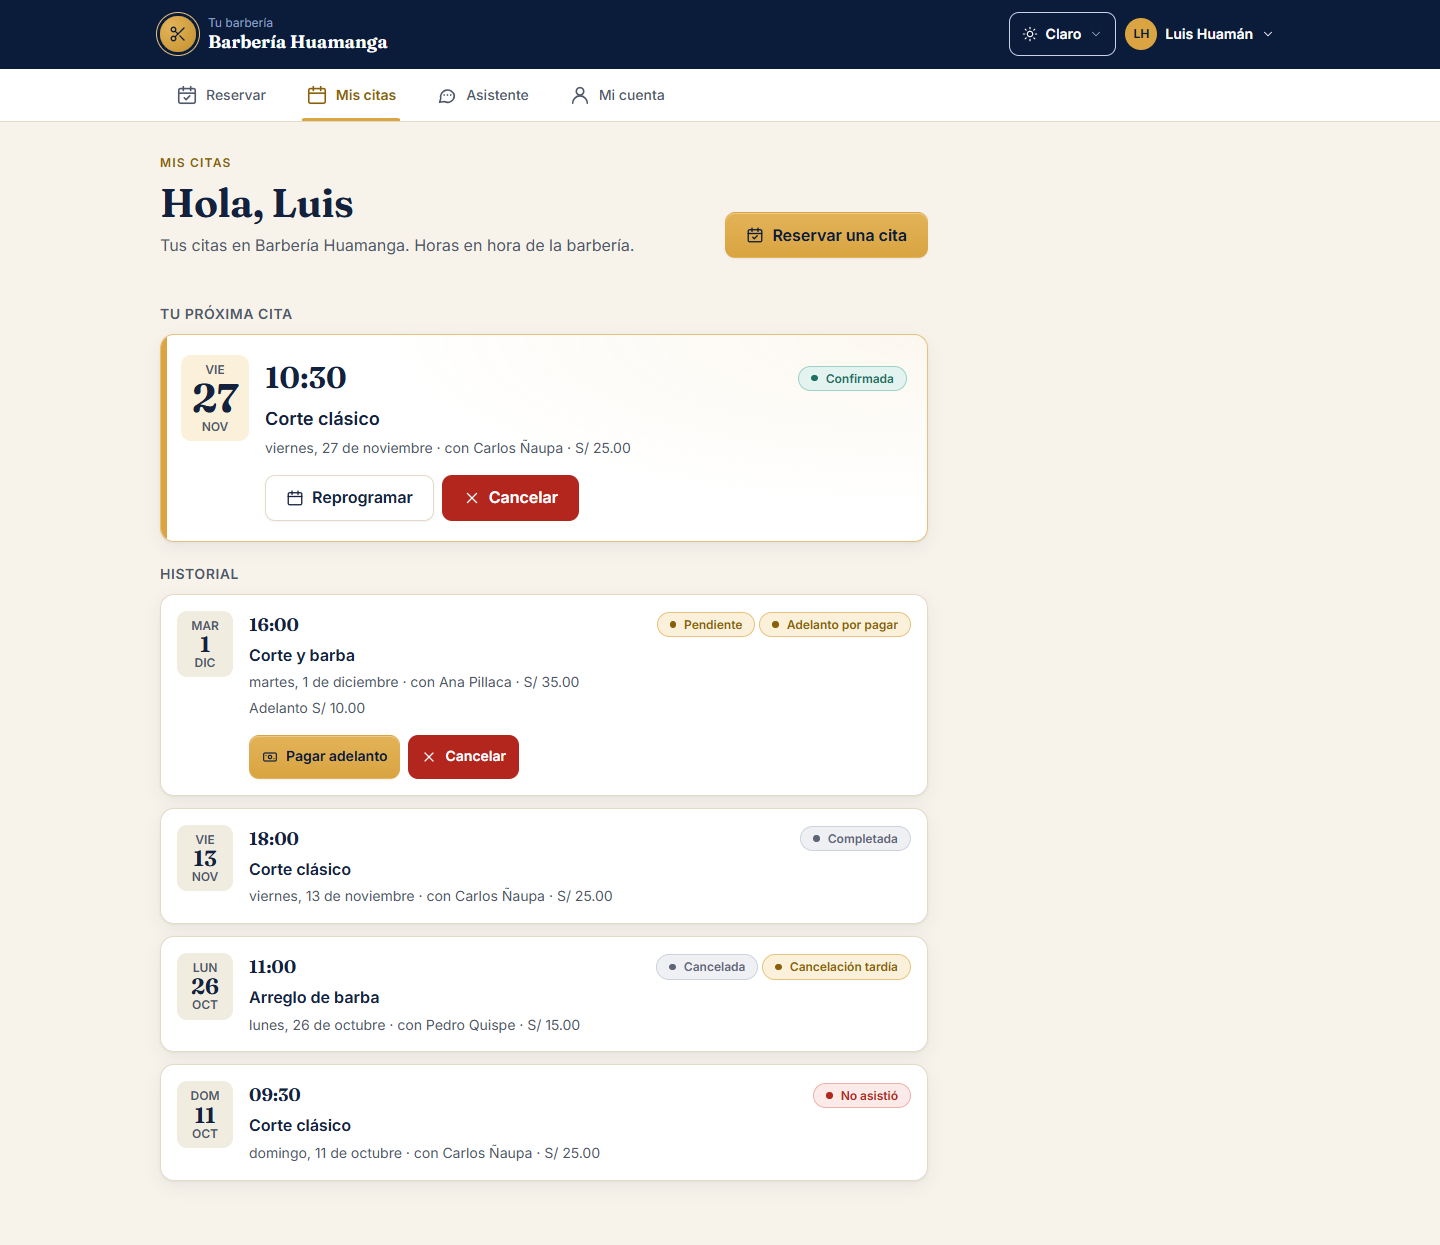 Tu barbería
Barbería Huamanga
Claro
LH
Luis Huamán
Reservar
Mis citas
Asistente
Mi cuenta
MIS CITAS
Hola, Luis
Tus citas en Barbería Huamanga. Horas en hora de la barbería.
Reservar una cita
TU PRÓXIMA CITA
VIE
27
NOV
10:30
Confirmada
Corte clásico
viernes, 27 de noviembre · con Carlos Ñaupa · S/ 25.00
Reprogramar
Cancelar
HISTORIAL
MAR
1
DIC
16:00
Pendiente
Adelanto por pagar
Corte y barba
martes, 1 de diciembre · con Ana Pillaca · S/ 35.00
Adelanto S/ 10.00
Pagar adelanto
Cancelar
VIE
13
NOV
18:00
Completada
Corte clásico
viernes, 13 de noviembre · con Carlos Ñaupa · S/ 25.00
LUN
26
OCT
11:00
Cancelada
Cancelación tardía
Arreglo de barba
lunes, 26 de octubre · con Pedro Quispe · S/ 15.00
DOM
11
OCT
09:30
No asistió
Corte clásico
domingo, 11 de octubre · con Carlos Ñaupa · S/ 25.00